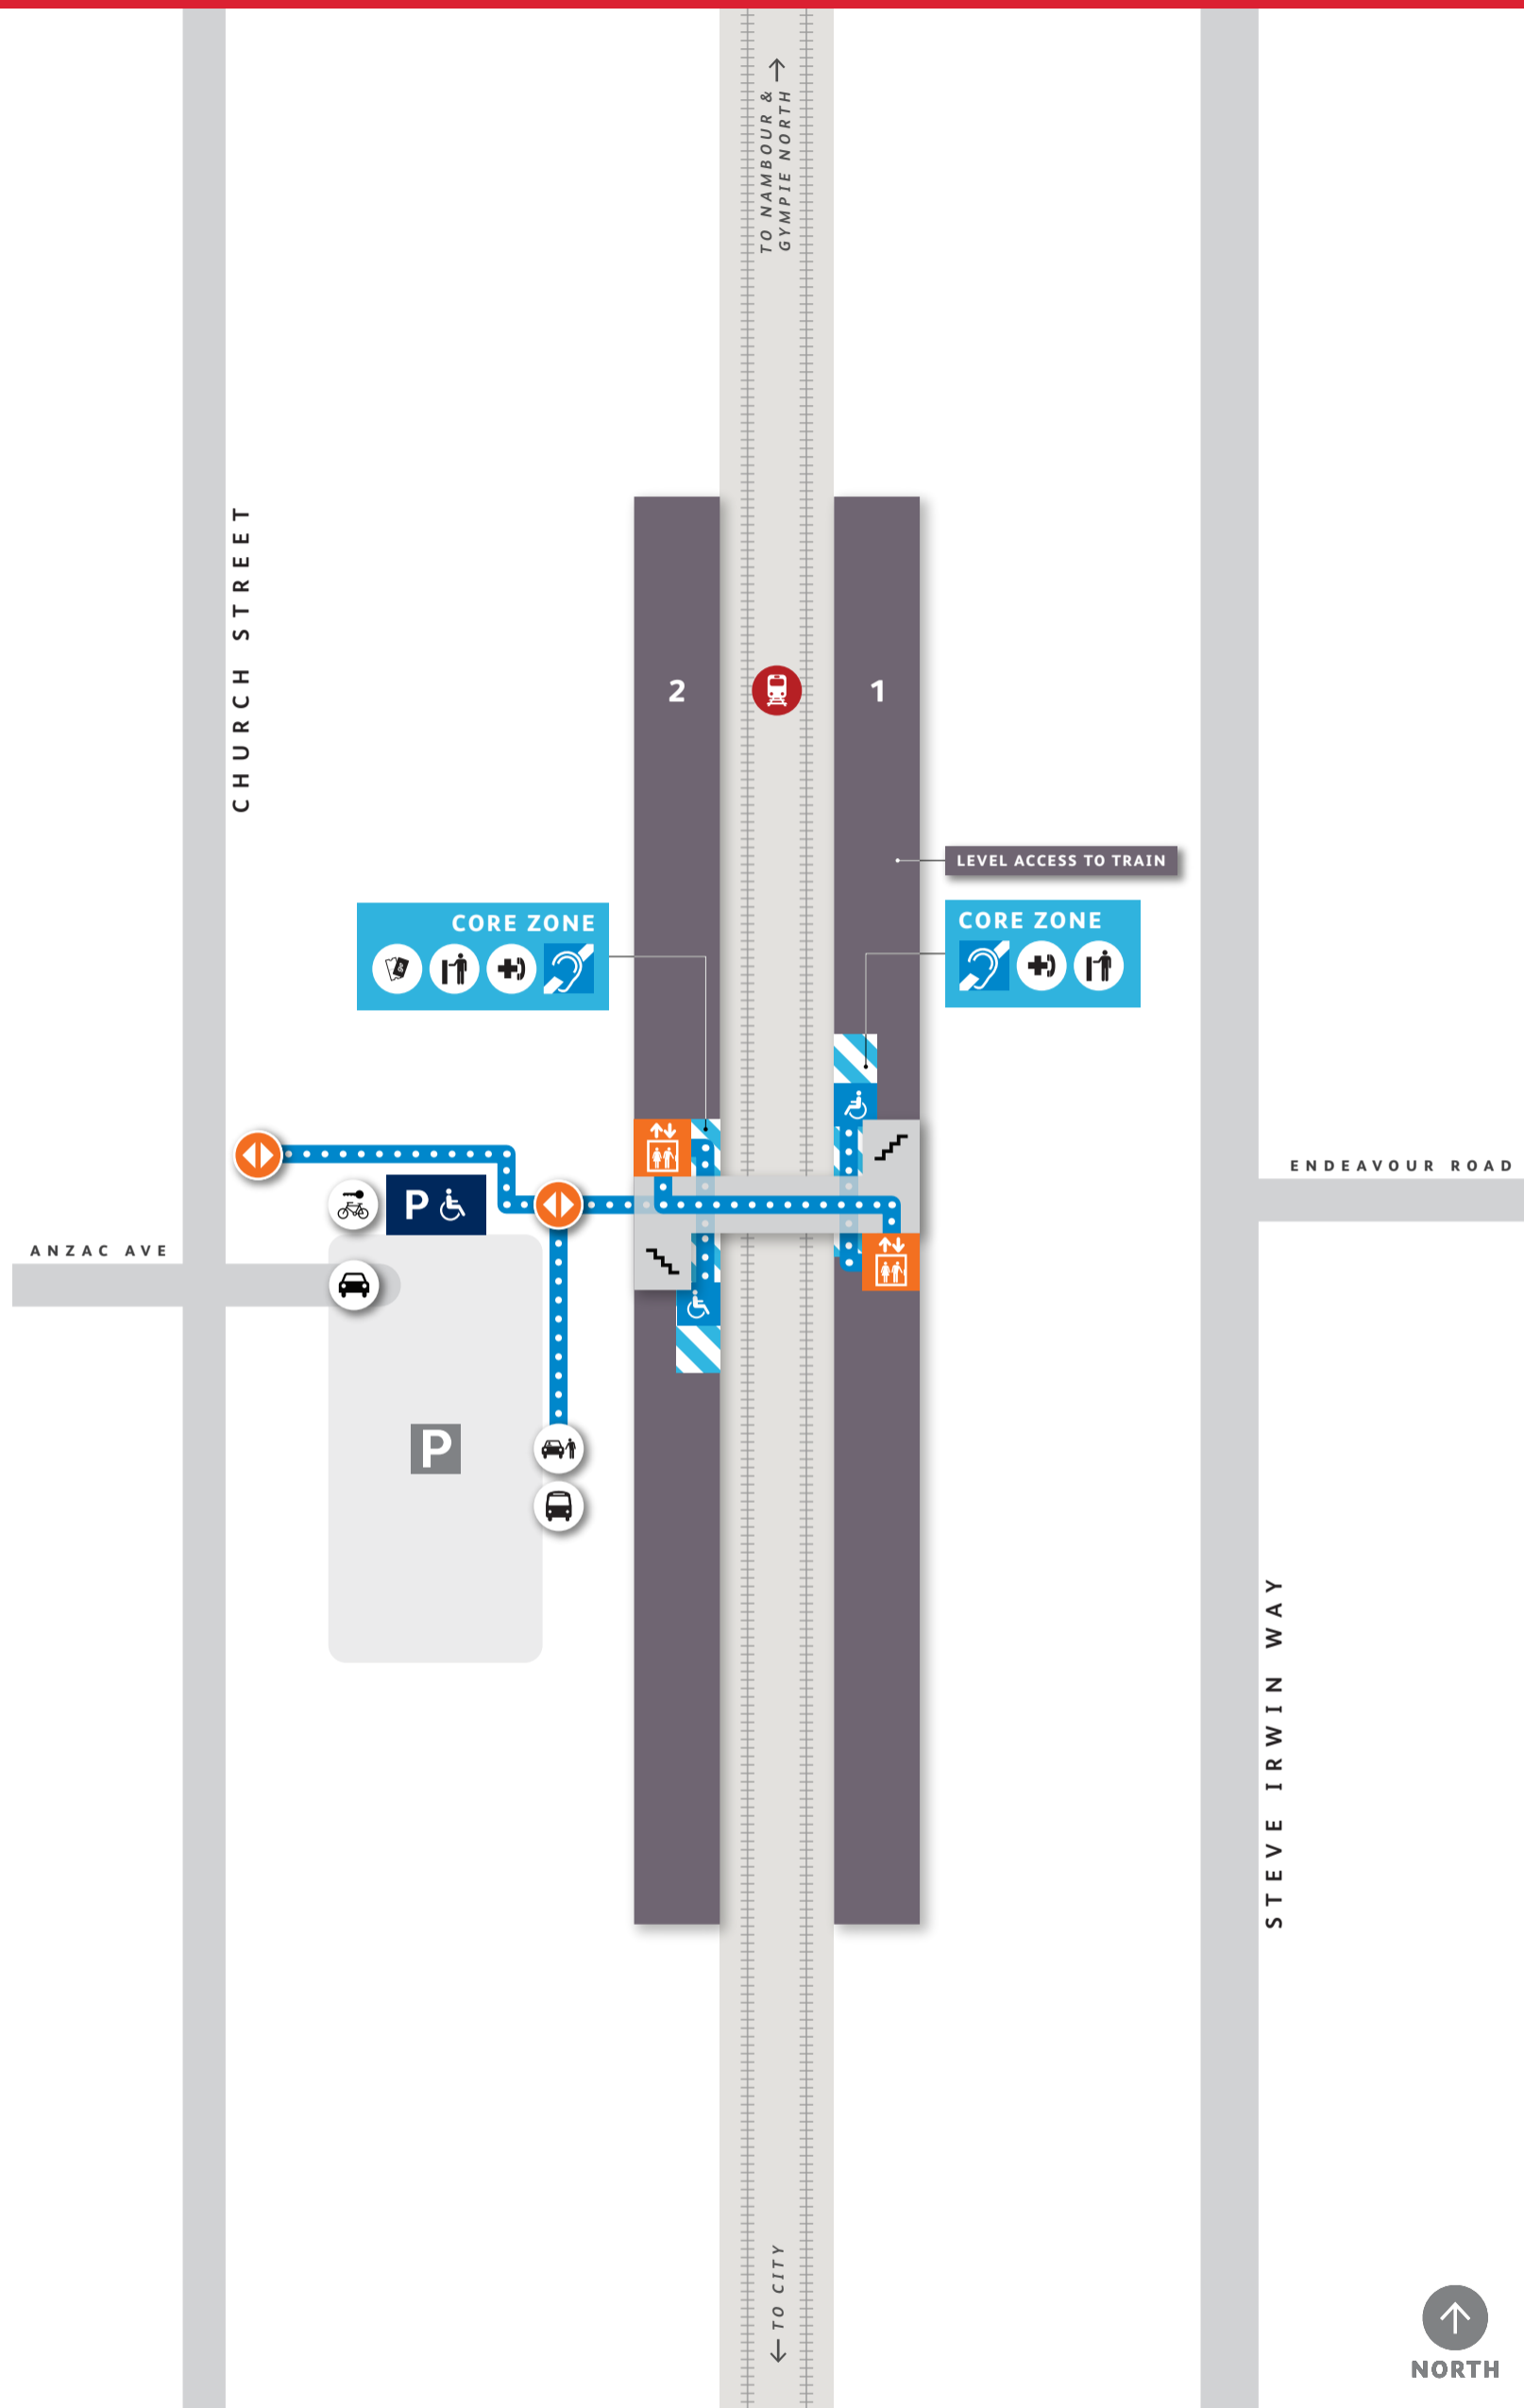 TO NAMBOUR &
GYMPIE NORTH
CHURCH STREET
2
1
LEVEL ACCESS TO TRAIN
CORE ZONE
CORE ZONE
ENDEAVOUR ROAD
P
ANZAC AVE
P
STEVE IRWIN WAY
TO CITY
NORTH